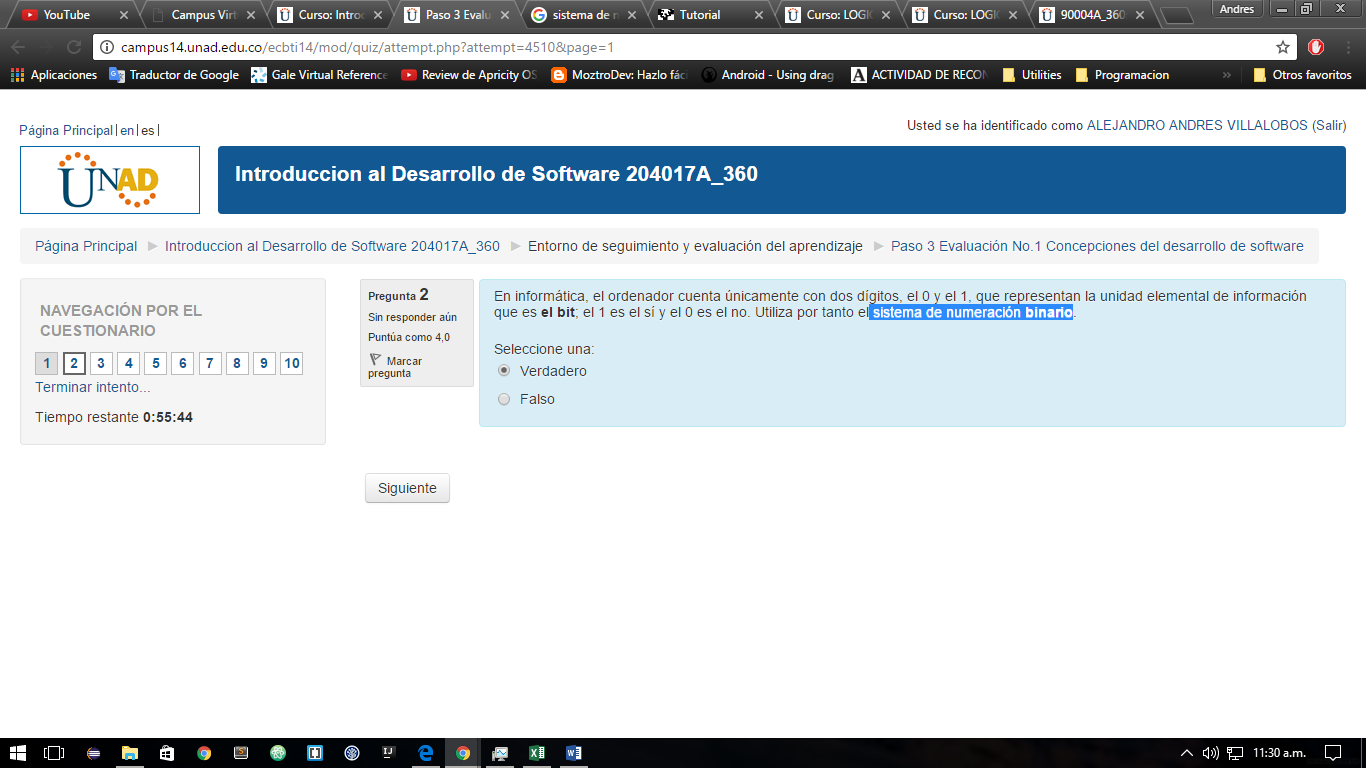 YouTube
Campus Virt
Curso: Introd
Paso 3 Evalu
sistema de n
Tutorial
Curso: LOGIC
Curso: LOGIC
90004A_360
Andres
campus14.unad.edu.co/ecbti14/mod/quiz/attempt.php?attempt=4510&page=1
Aplicaciones Traductor de Google Gale Virtual Reference Review de Apricity OS MoztroDev: Hazlo fác Android - Using drag ACTIVIDAD DE RECON Utilities Programacion » Otros favoritos
Página Principal | en | es |
Usted se ha identificado como ALEJANDRO ANDRES VILLALOBOS (Salir)
UNAD
Introduccion al Desarrollo de Software 204017A_360
Página Principal Introduccion al Desarrollo de Software 204017A_360 Entorno de seguimiento y evaluación del aprendizaje Paso 3 Evaluación No.1 Concepciones del desarrollo de software
NAVEGACIÓN POR EL
CUESTIONARIO
1 2 3 4 5 6 7 8 9 10
Terminar intento...
Tiempo restante 0:55:44
Pregunta 2
Sin responder aún
Puntúa como 4,0
Marcar
pregunta
En informática, el ordenador cuenta únicamente con dos dígitos, el 0 y el 1, que representan la unidad elemental de información
que es el bit; el 1 es el sí y el 0 es el no. Utiliza por tanto el sistema de numeración binario.
Seleccione una:
Verdadero
Falso
Siguiente
11:30 a.m.